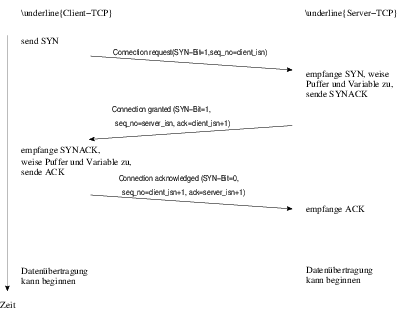 \underline{Client−TCP}
\underline{Server−TCP}
send SYN
Connection request(SYN−Bit=1,seq_no=client_isn)
empfange SYN, weise
Puffer und Variable zu,
sende SYNACK
Connection granted (SYN−Bit=1,
seq_no=server_isn, ack=client_isn+1)
empfange SYNACK,
weise Puffer und Variable zu,
sende ACK
Connection acknowledged (SYN−Bit=0,
seq_no=client_isn+1, ack=server_isn+1)
empfange ACK
Datenübertragung
kann beginnen
Datenübertragung
kann beginnen
Zeit